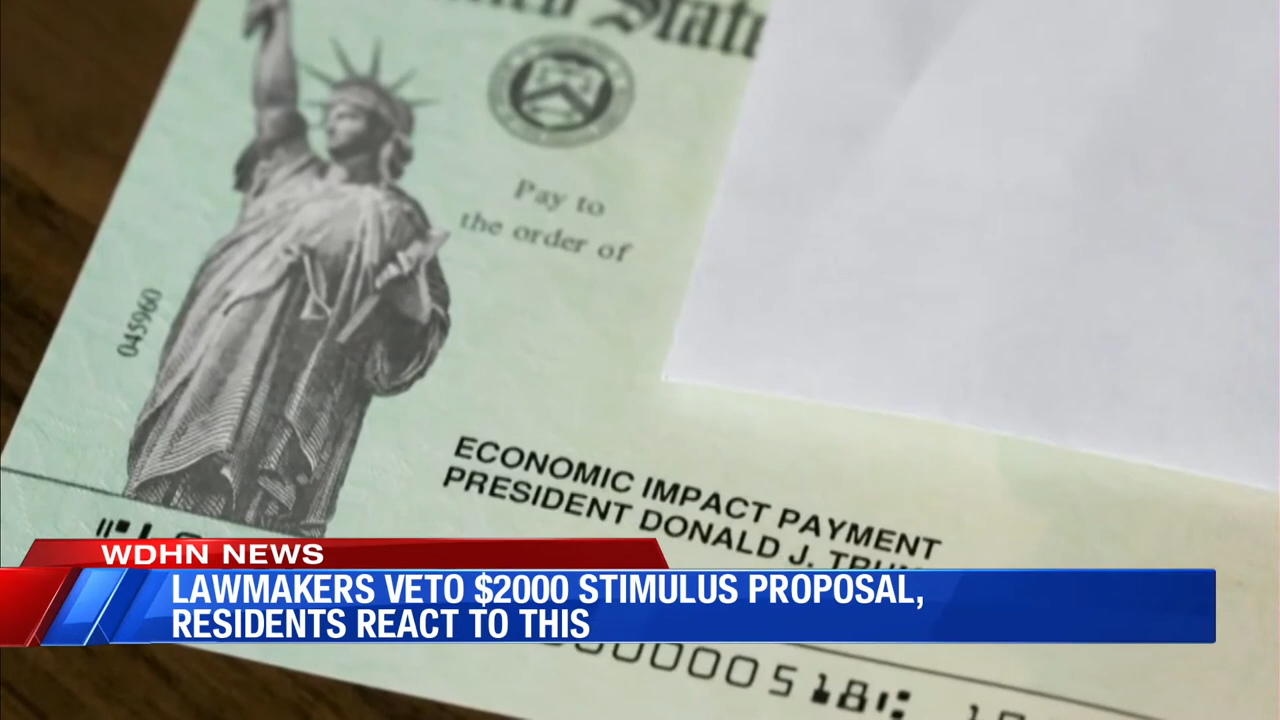 States
Pay to
the order of
045960
ECONOMIC IMPACT PAYMENT
PRESIDENT DONALD J.
WDHN NEWS
LAWMAKERS VETO $2000 STIMULUS PROPOSAL,
RESIDENTS REACT TO THIS